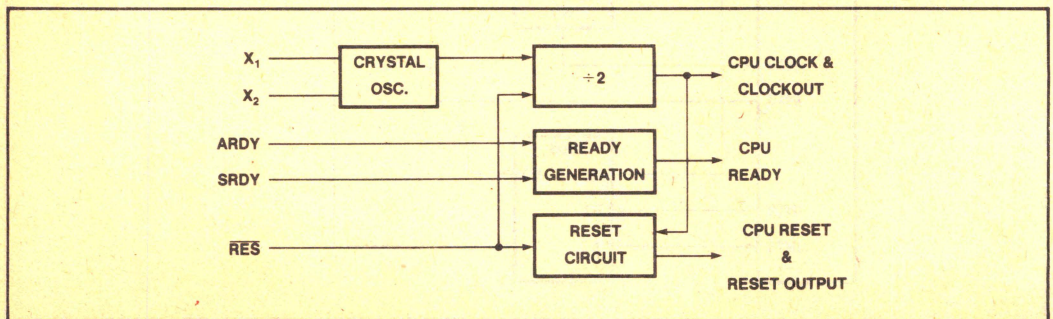 X₁
X₂
CRYSTAL
OSC.
÷2
CPU CLOCK &
CLOCKOUT
ARDY
SRDY
READY
GENERATION
CPU
READY
R̅E̅S̅
RESET
CIRCUIT
CPU RESET
&
RESET OUTPUT